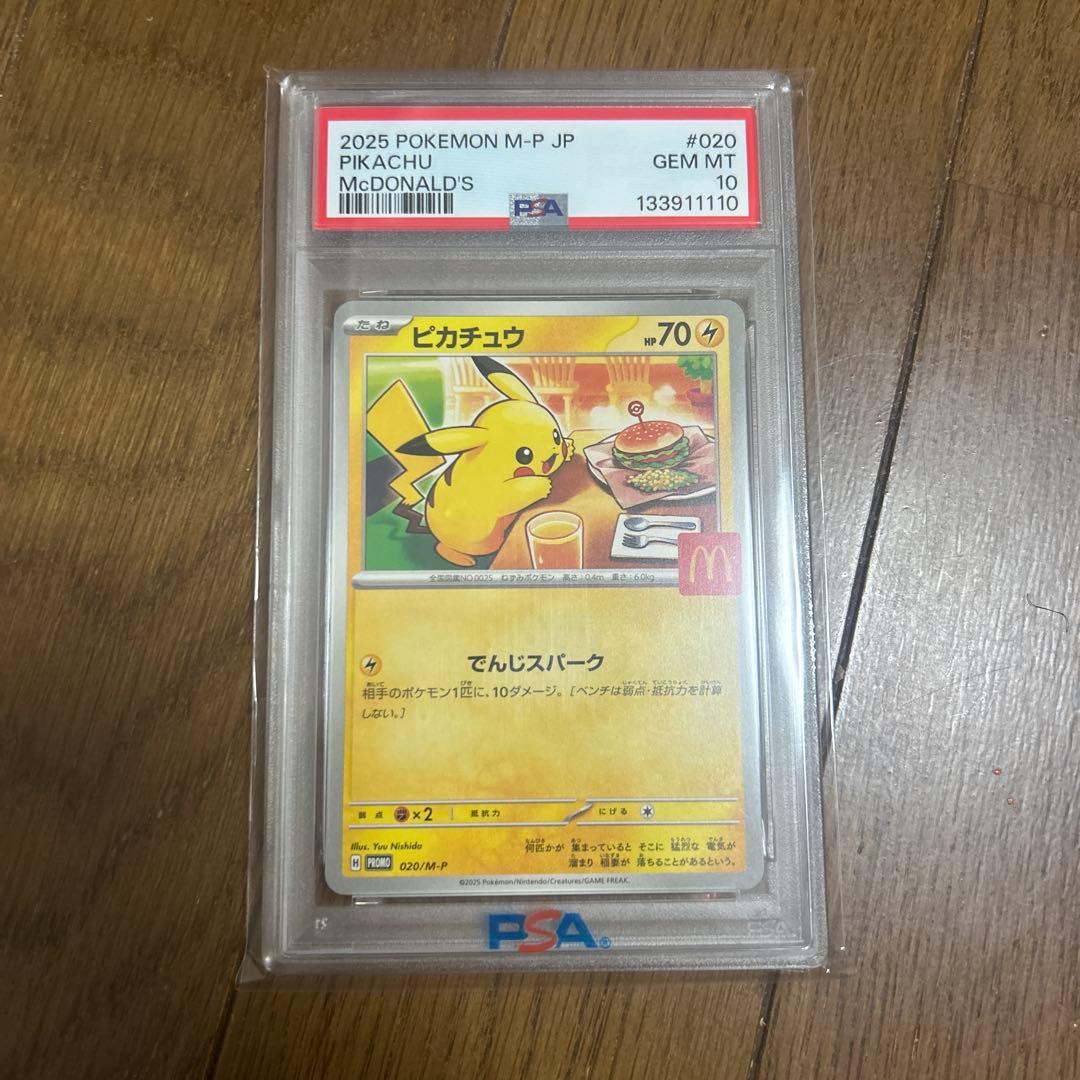 2025 POKEMON M-P JP #020
PIKACHU GEM MT
McDONALD'S 10
PSA 133911110
たね ピカチュウ HP70
全国図鑑NO.0025 ねずみポケモン 高さ:0.4m 重さ:6.0kg
でんじスパーク
相手のポケモン1匹に、10ダメージ。[ベンチは弱点・抵抗力を計算
しない。]
弱点 ×2 抵抗力 にげる
Illus. Yuu Nishida
何匹かが 集まっていると そこに 猛烈な 電気が
溜まり 稲妻が 落ちることがあるという。
H PROMO 020/M-P
©2025 Pokémon/Nintendo/Creatures/GAME FREAK.
PSA®